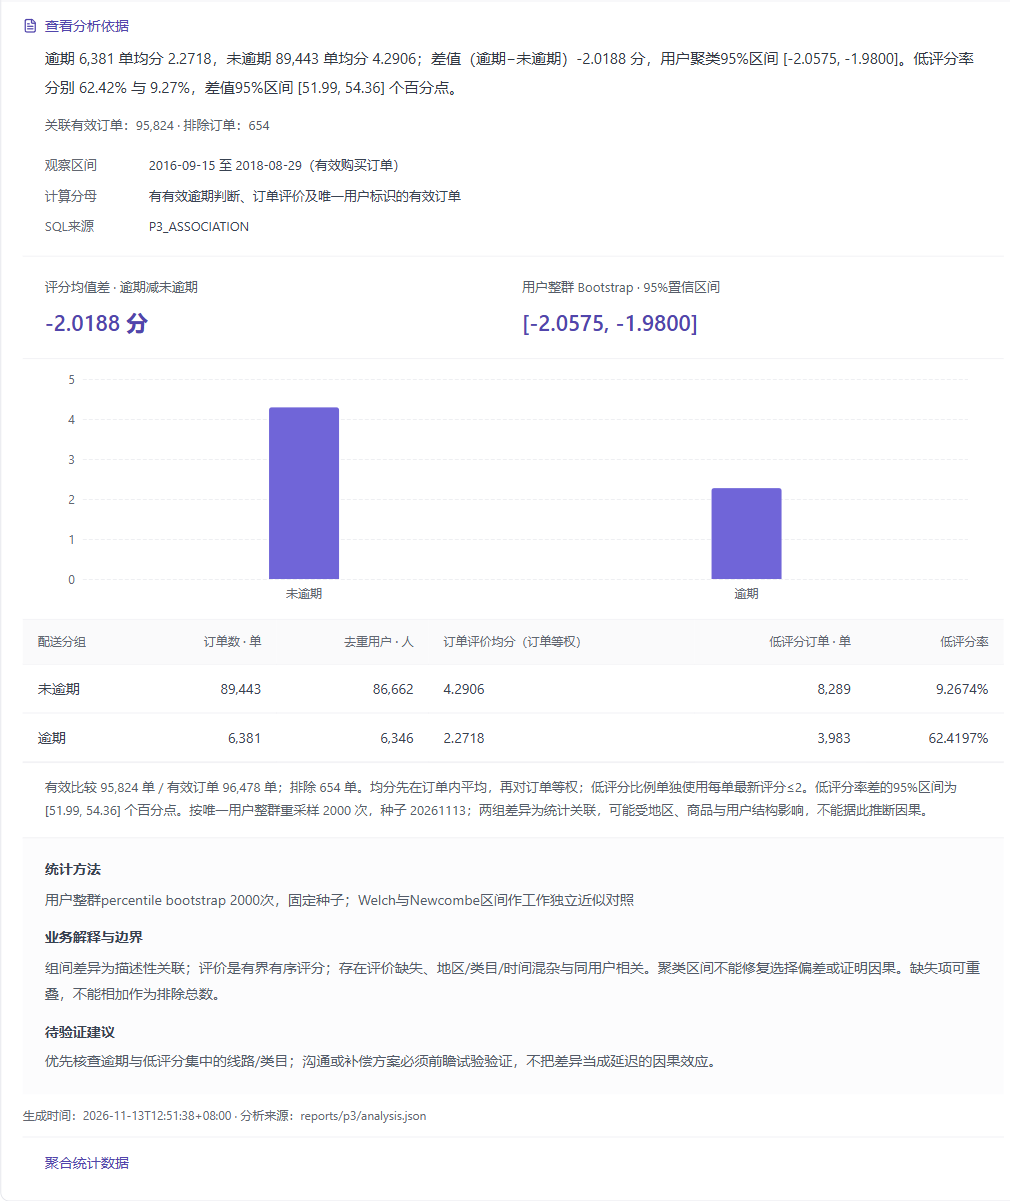 查看分析依据
逾期 6,381 单均分 2.2718，未逾期 89,443 单均分 4.2906；差值（逾期−未逾期）-2.0188 分，用户聚类95%区间 [-2.0575, -1.9800]。低评分率
分别 62.42% 与 9.27%，差值95%区间 [51.99, 54.36] 个百分点。
关联有效订单：95,824 · 排除订单：654
观察区间 2016-09-15 至 2018-08-29（有效购买订单）
计算分母 有有效逾期判断、订单评价及唯一用户标识的有效订单
SQL来源 P3_ASSOCIATION
评分均值差 · 逾期减未逾期 用户整群 Bootstrap · 95%置信区间
-2.0188 分 [-2.0575, -1.9800]
5
4
3
2
1
0
未逾期 逾期
配送分组 订单数 · 单 去重用户 · 人 订单评价均分（订单等权） 低评分订单 · 单 低评分率
未逾期 89,443 86,662 4.2906 8,289 9.2674%
逾期 6,381 6,346 2.2718 3,983 62.4197%
有效比较 95,824 单 / 有效订单 96,478 单；排除 654 单。均分先在订单内平均，再对订单等权；低评分比例单独使用每单最新评分≤2。低评分率差的95%区间为
[51.99, 54.36] 个百分点。按唯一用户整群重采样 2000 次，种子 20261113；两组差异为统计关联，可能受地区、商品与用户结构影响，不能据此推断因果。
统计方法
用户整群percentile bootstrap 2000次，固定种子；Welch与Newcombe区间作工作独立近似对照
业务解释与边界
组间差异为描述性关联；评价是有界有序评分；存在评价缺失、地区/类目/时间混杂与同用户相关。聚类区间不能修复选择偏差或证明因果。缺失项可重
叠，不能相加作为排除总数。
待验证建议
优先核查逾期与低评分集中的线路/类目；沟通或补偿方案必须前瞻试验验证，不把差异当成延迟的因果效应。
生成时间：2026-11-13T12:51:38+08:00 · 分析来源：reports/p3/analysis.json
聚合统计数据